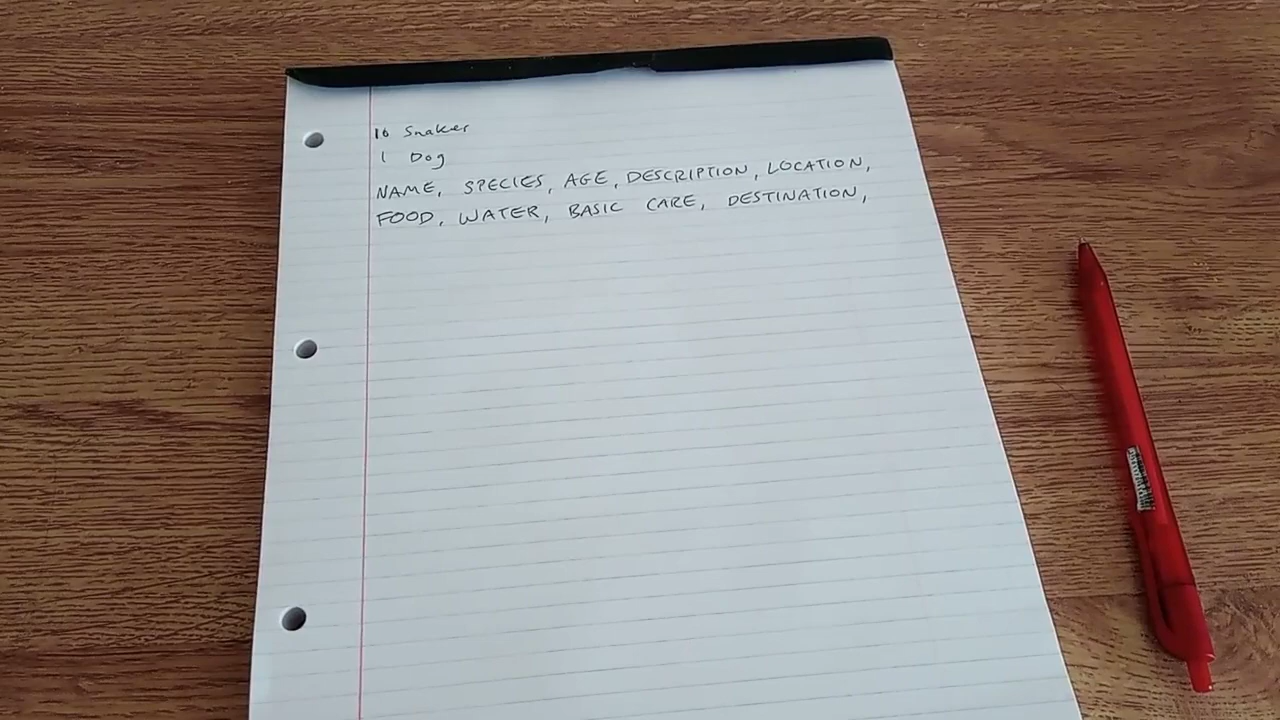 16 Snakes
1 Dog
NAME, SPECIES, AGE, DESCRIPTION, LOCATION,
FOOD, WATER, BASIC CARE, DESTINATION,